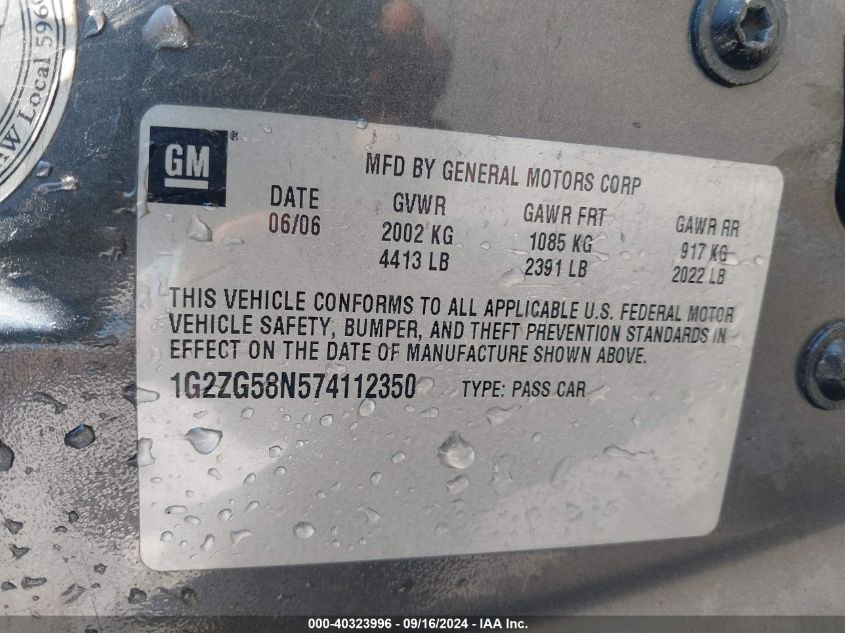 W Local 5960
GM
®
MFD BY GENERAL MOTORS CORP
DATE GVWR GAWR FRT GAWR RR
06/06 2002 KG 1085 KG 917 KG
4413 LB 2391 LB 2022 LB
THIS VEHICLE CONFORMS TO ALL APPLICABLE U.S. FEDERAL MOTOR
VEHICLE SAFETY, BUMPER, AND THEFT PREVENTION STANDARDS IN
EFFECT ON THE DATE OF MANUFACTURE SHOWN ABOVE.
1G2ZG58N574112350 TYPE: PASS CAR
000-40323996 - 09/16/2024 - IAA Inc.